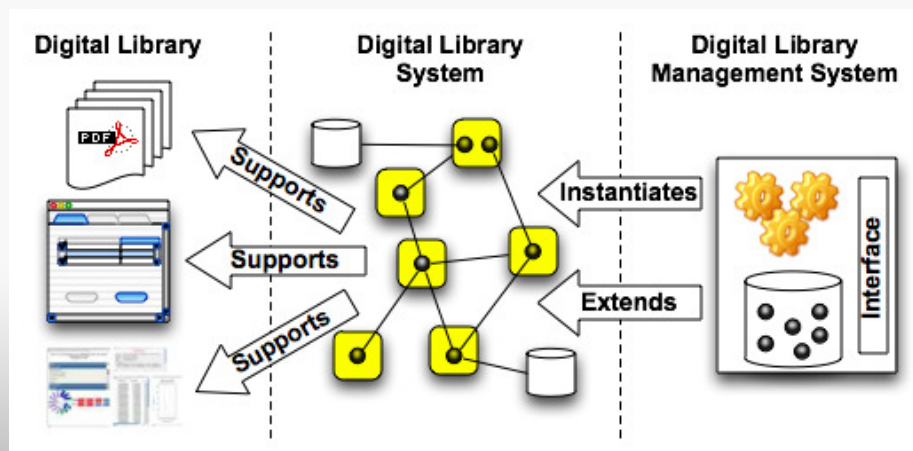 Digital Library
Digital Library
System
Digital Library
Management System
PDF
Supports
Supports
Supports
Instantiates
Extends
Interface